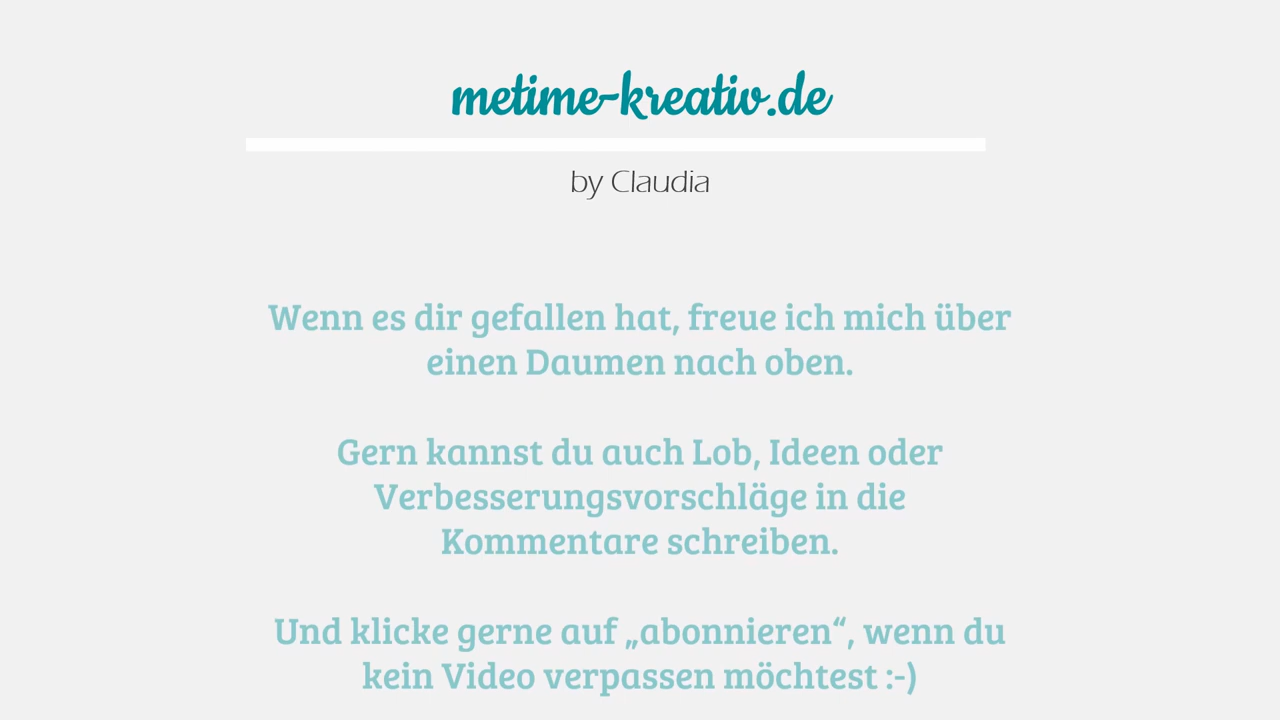 metime-kreativ.de
by Claudia
Wenn es dir gefallen hat, freue ich mich über
einen Daumen nach oben.
Gern kannst du auch Lob, Ideen oder
Verbesserungsvorschläge in die
Kommentare schreiben.
Und klicke gerne auf „abonnieren“, wenn du
kein Video verpassen möchtest :-)